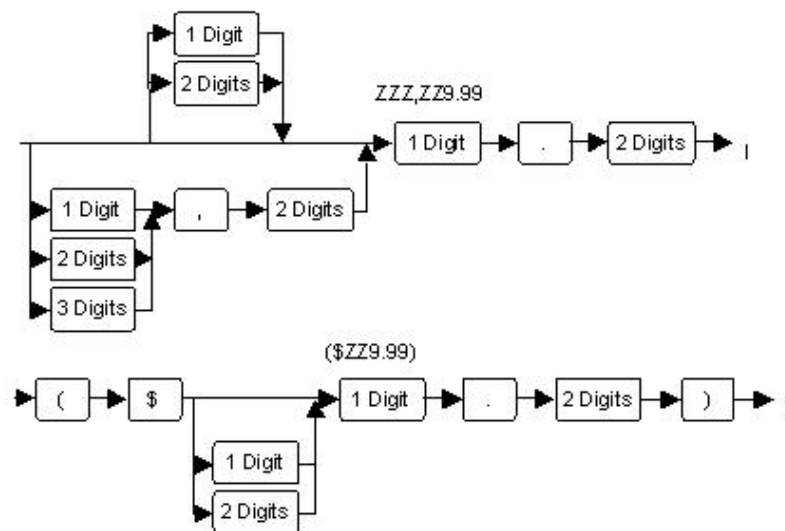 1 Digit
2 Digits
ZZZ,ZZ9.99
1 Digit . 2 Digits
1 Digit , 2 Digits
2 Digits
3 Digits
($ZZ9.99)
( $ 1 Digit . 2 Digits )
1 Digit
2 Digits